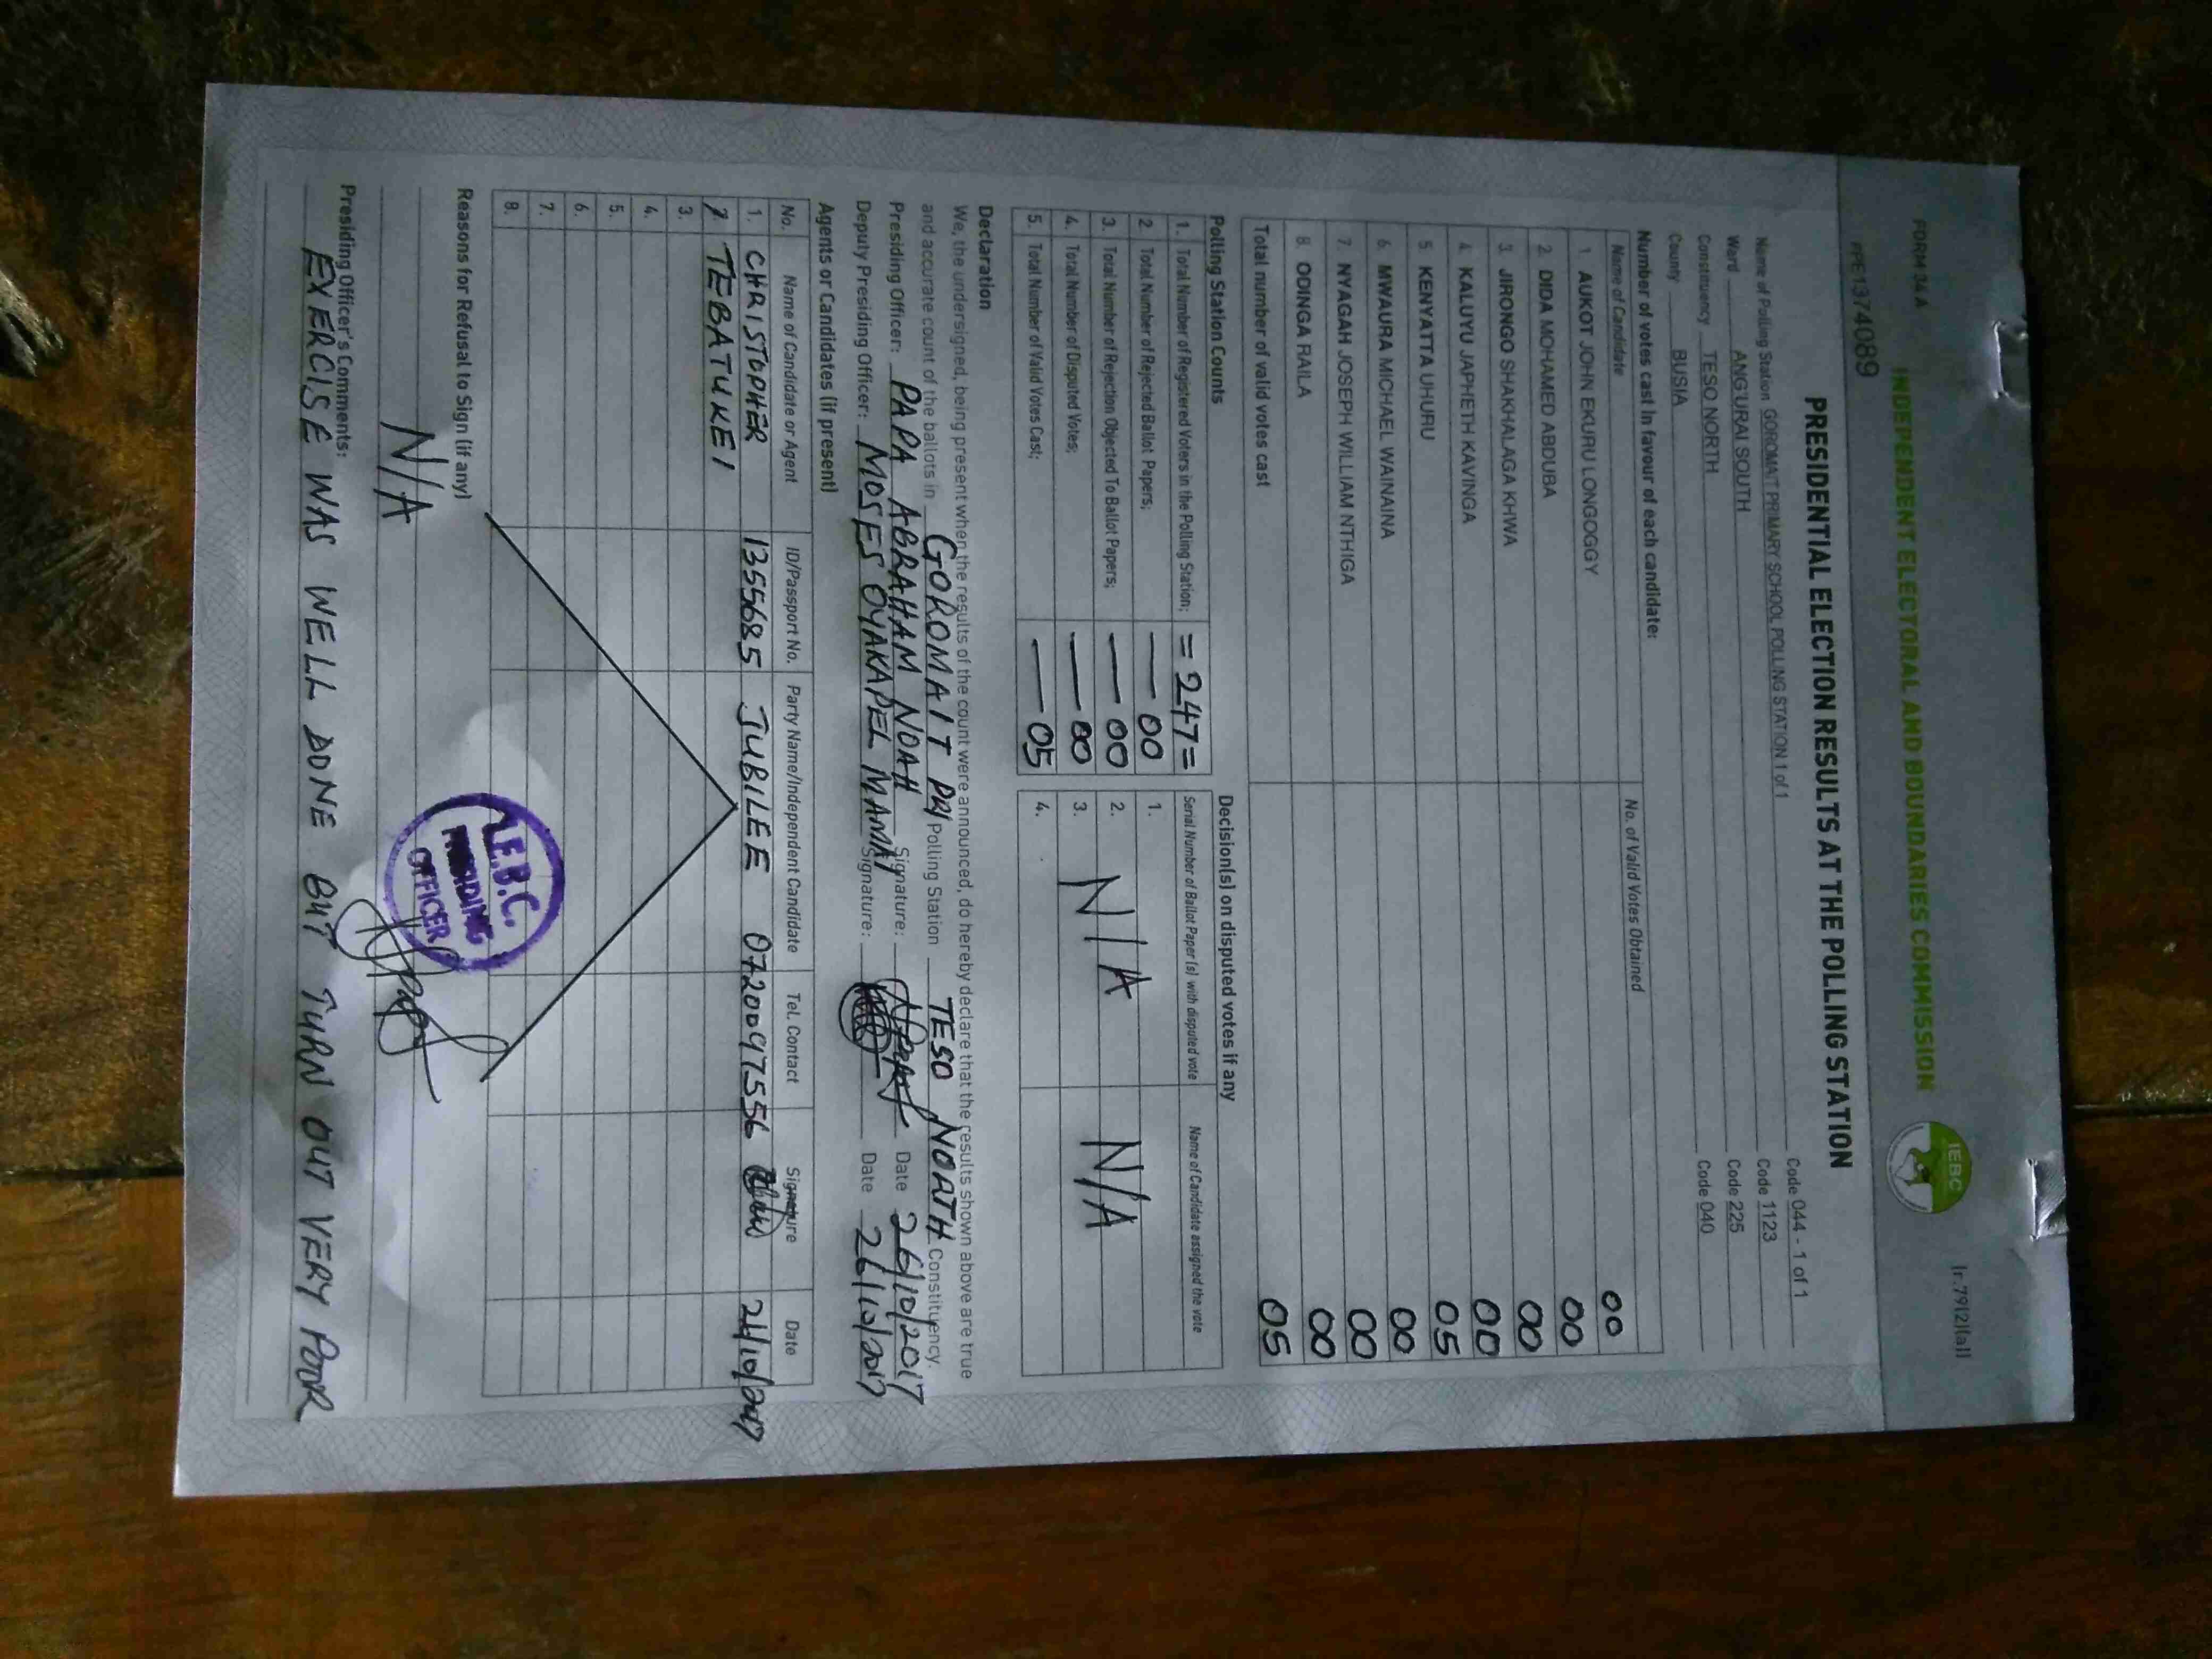 FORM 34 A
[r.79(2)(a)]
INDEPENDENT ELECTORAL AND BOUNDARIES COMMISSION
IEBC
PPE1374089
PRESIDENTIAL ELECTION RESULTS AT THE POLLING STATION
Name of Polling Station GOROMAIT PRIMARY SCHOOL POLLING STATION 1 of 1 Code 044 - 1 of 1
Ward ANG'URAI SOUTH Code 1123
Constituency TESO NORTH Code 225
County BUSIA Code 040
Number of votes cast in favour of each candidate:
Name of Candidate No. of Valid Votes Obtained
1 AUKOT JOHN EKURU LONGOGGY 00
2. DIDA MOHAMED ABDUBA 00
3. JIRONGO SHAKHALAGA KHWA 00
4. KALUYU JAPHETH KAVINGA 00
5 KENYATTA UHURU 05
6. MWAURA MICHAEL WAINAINA 00
7. NYAGAH JOSEPH WILLIAM NTHIGA 00
8. ODINGA RAILA 00
Total number of valid votes cast 05
Polling Station Counts
1. Total Number of Registered Voters in the Polling Station; = 247 =
2. Total Number of Rejected Ballot Papers; — 00
3. Total Number of Rejection Objected To Ballot Papers; — 00
4. Total Number of Disputed Votes; — 00
5. Total Number of Valid Votes Cast; — 05
Decision(s) on disputed votes if any
Serial Number of Ballot Paper (s) with disputed vote Name of Candidate assigned the vote
1.
2.
3. N/A N/A
4.
Declaration
We, the undersigned, being present when the results of the count were announced, do hereby declare that the results shown above are true
and accurate count of the ballots in GOROMAIT PRY Polling Station TESO NOATH Constituency.
Presiding Officer: PAPA ABRAHAM NOAH Signature: Date 26/10/2017
Deputy Presiding Officer: MOSES OYAKAPEL MAMAI Signature: Date 26/10/2017
Agents or Candidates (if present)
No. Name of Candidate or Agent ID/Passport No. Party Name/Independent Candidate Tel. Contact Signature Date
1. CHRISTOPHER 1355685 JUBILEE 0720097556 26/10/2017
2. TEBATUKEI
3.
4.
5.
6.
7.
8.
Reasons for Refusal to Sign (if any)
N/A
I.E.B.C.
PRESIDING
OFFICER
Presiding Officer's Comments:
EXERCISE WAS WELL DONE BUT TURN OUT VERY POOR